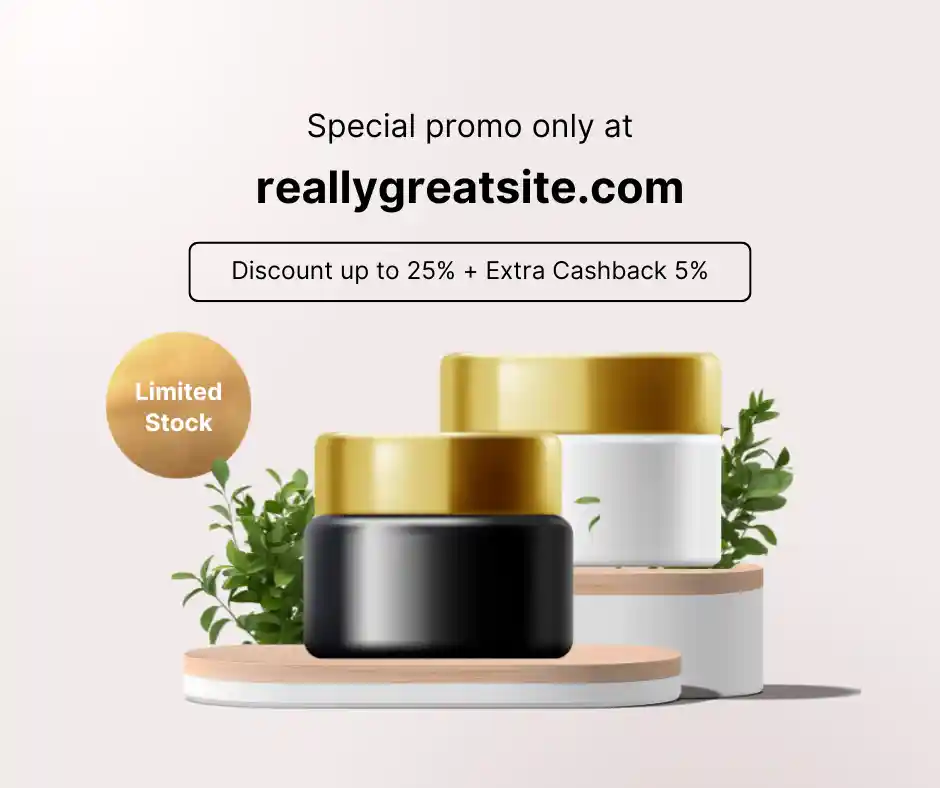 Special promo only at
reallygreatsite.com
Discount up to 25% + Extra Cashback 5%
Limited
Stock